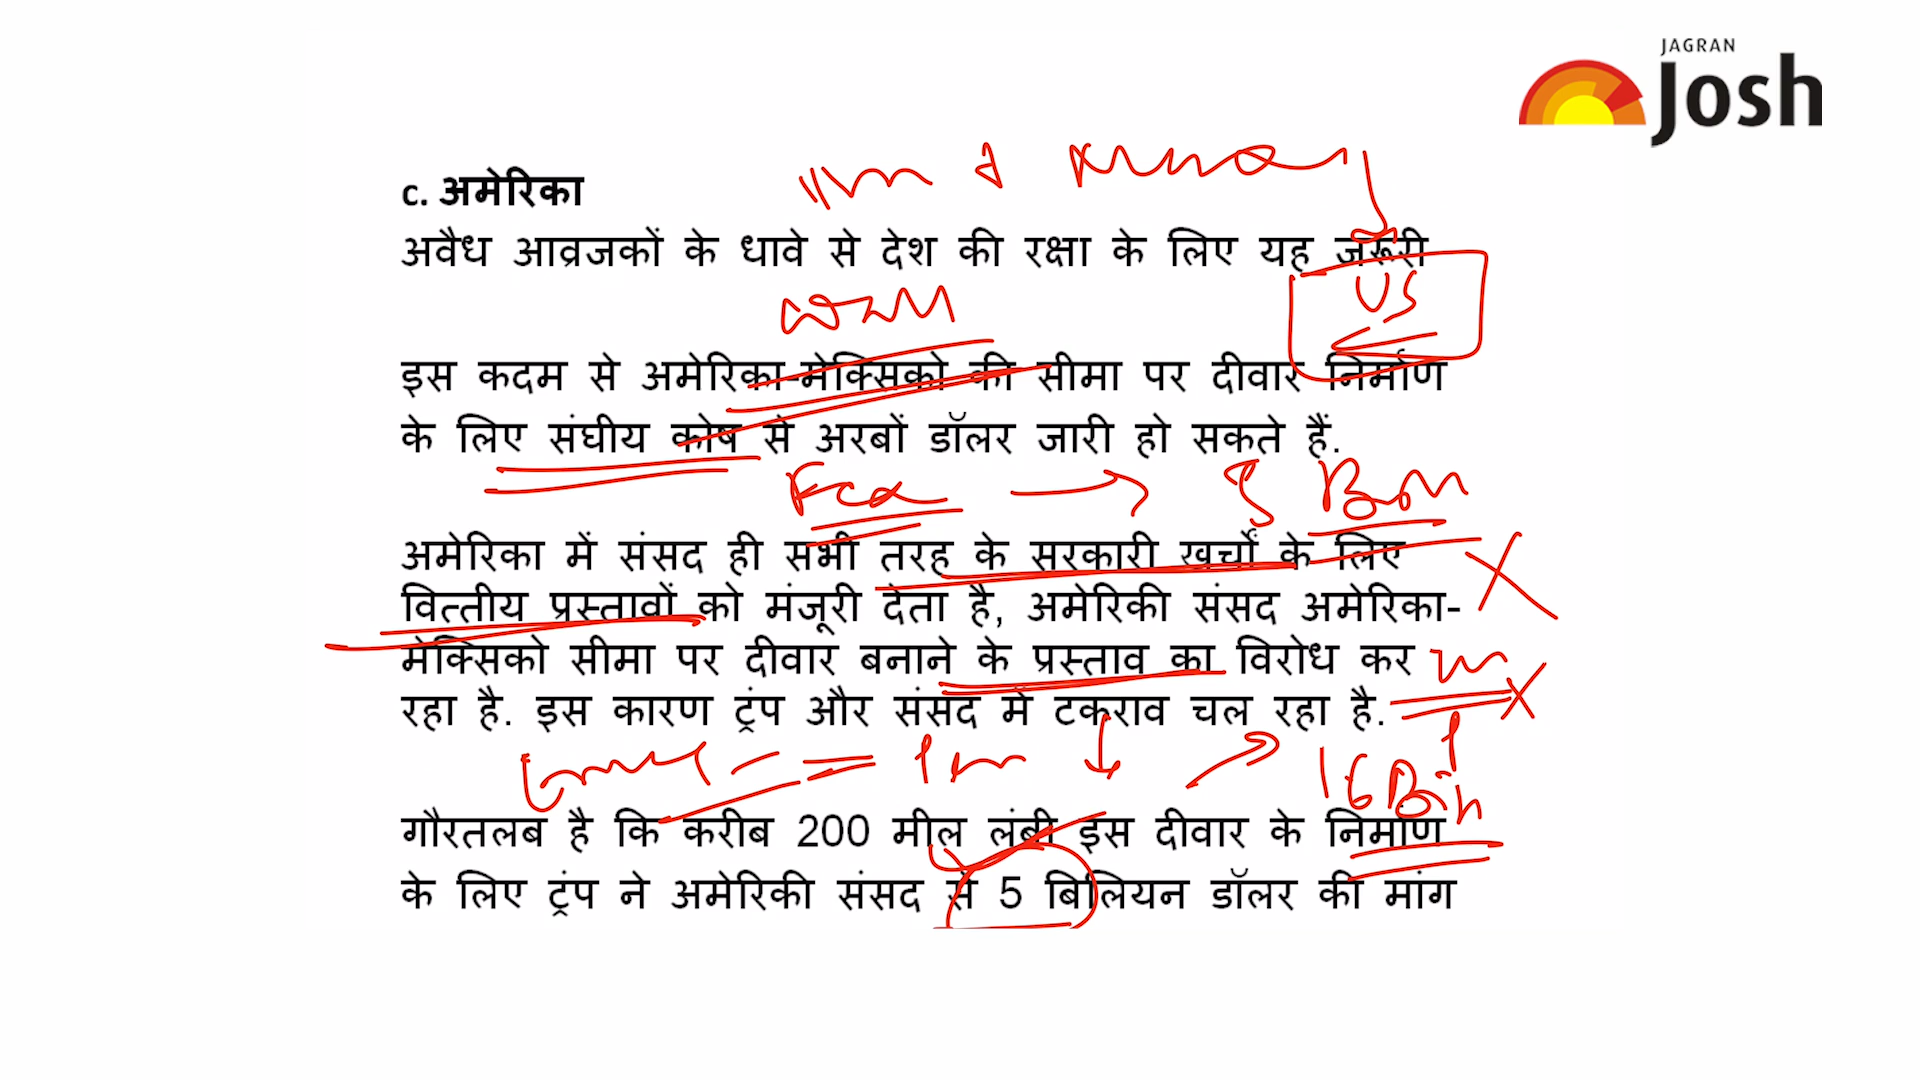 JAGRAN
Josh
c. अमेरिका
अवैध आव्रजकों के धावे से देश की रक्षा के लिए यह जरूरी
US
इस कदम से अमेरिका-मेक्सिको की सीमा पर दीवार निर्माण
के लिए संघीय कोष से अरबों डॉलर जारी हो सकते हैं.
अमेरिका में संसद ही सभी तरह के सरकारी खर्चों के लिए
वित्तीय प्रस्तावों को मंजूरी देता है, अमेरिकी संसद अमेरिका-
मेक्सिको सीमा पर दीवार बनाने के प्रस्ताव का विरोध कर
रहा है. इस कारण ट्रंप और संसद में टकराव चल रहा है.
गौरतलब है कि करीब 200 मील लंबी इस दीवार के निर्माण
के लिए ट्रंप ने अमेरिकी संसद से 5 बिलियन डॉलर की मांग